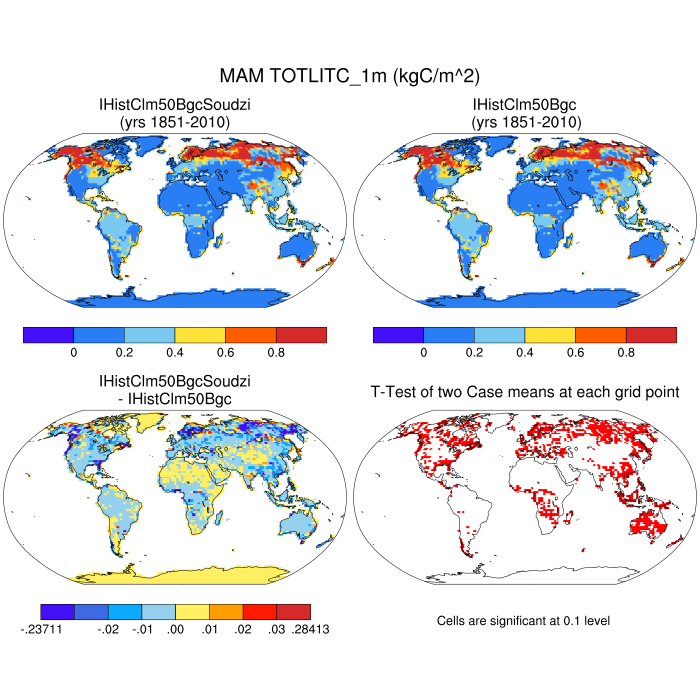 MAM TOTLITC_1m (kgC/m^2)
IHistClm50BgcSoudzi
(yrs 1851-2010)
IHistClm50Bgc
(yrs 1851-2010)
0 0.2 0.4 0.6 0.8
0 0.2 0.4 0.6 0.8
IHistClm50BgcSoudzi
- IHistClm50Bgc
T-Test of two Case means at each grid point
-.23711 -.02 -.01 .00 .01 .02 .03 .28413
Cells are significant at 0.1 level